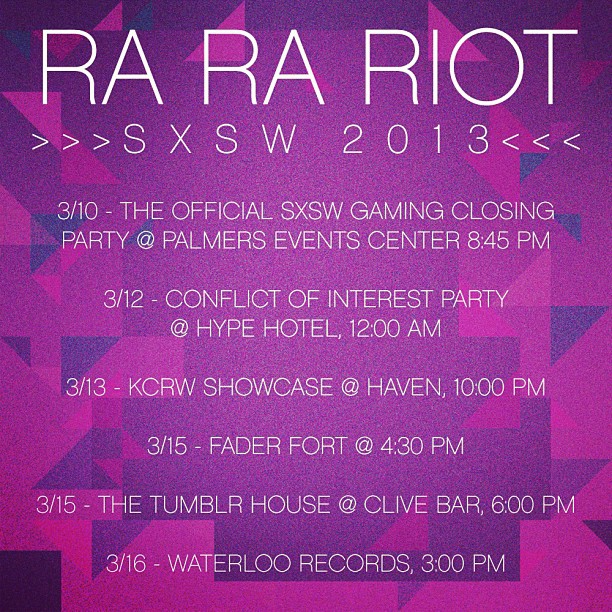 RA RA RIOT
>>>SXSW 2013<<<
3/10 - THE OFFICIAL SXSW GAMING CLOSING
PARTY @ PALMERS EVENTS CENTER 8:45 PM
3/12 - CONFLICT OF INTEREST PARTY
@ HYPE HOTEL, 12:00 AM
3/13 - KCRW SHOWCASE @ HAVEN, 10:00 PM
3/15 - FADER FORT @ 4:30 PM
3/15 - THE TUMBLR HOUSE @ CLIVE BAR, 6:00 PM
3/16 - WATERLOO RECORDS, 3:00 PM